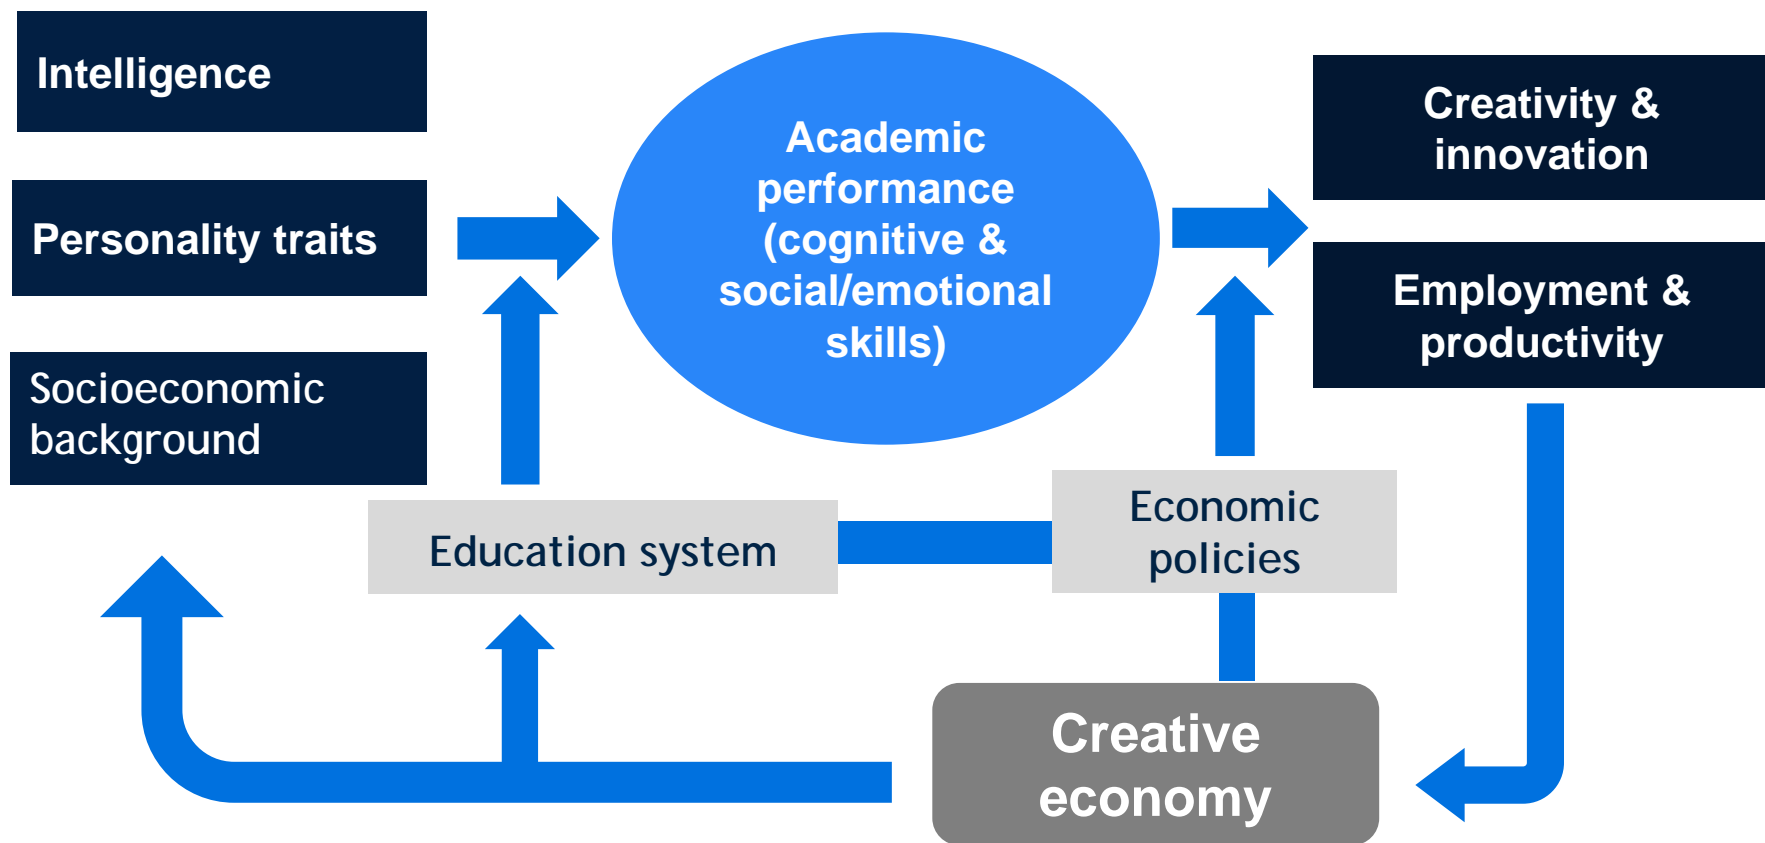 Intelligence
Personality traits
Socioeconomic
background
Academic
performance
(cognitive &
social/emotional
skills)
Creativity &
innovation
Employment &
productivity
Education system
Economic
policies
Creative
economy